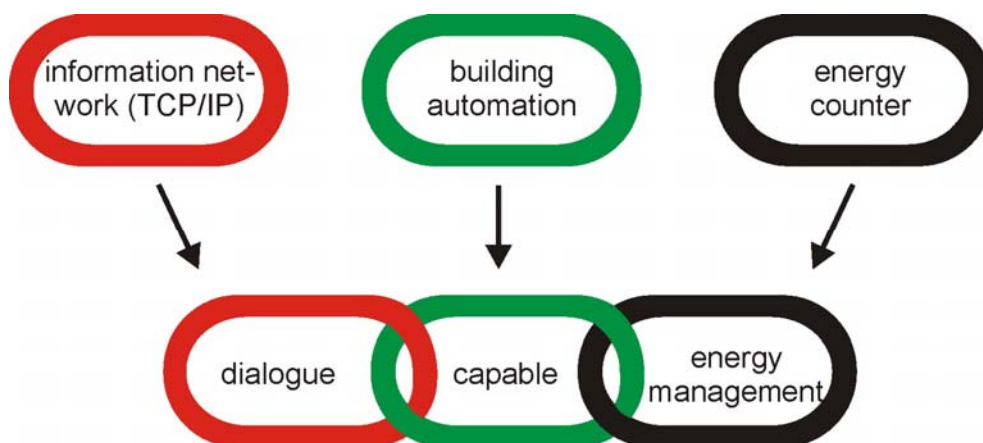 information net-
work (TCP/IP)
building
automation
energy
counter
dialogue
capable
energy
management